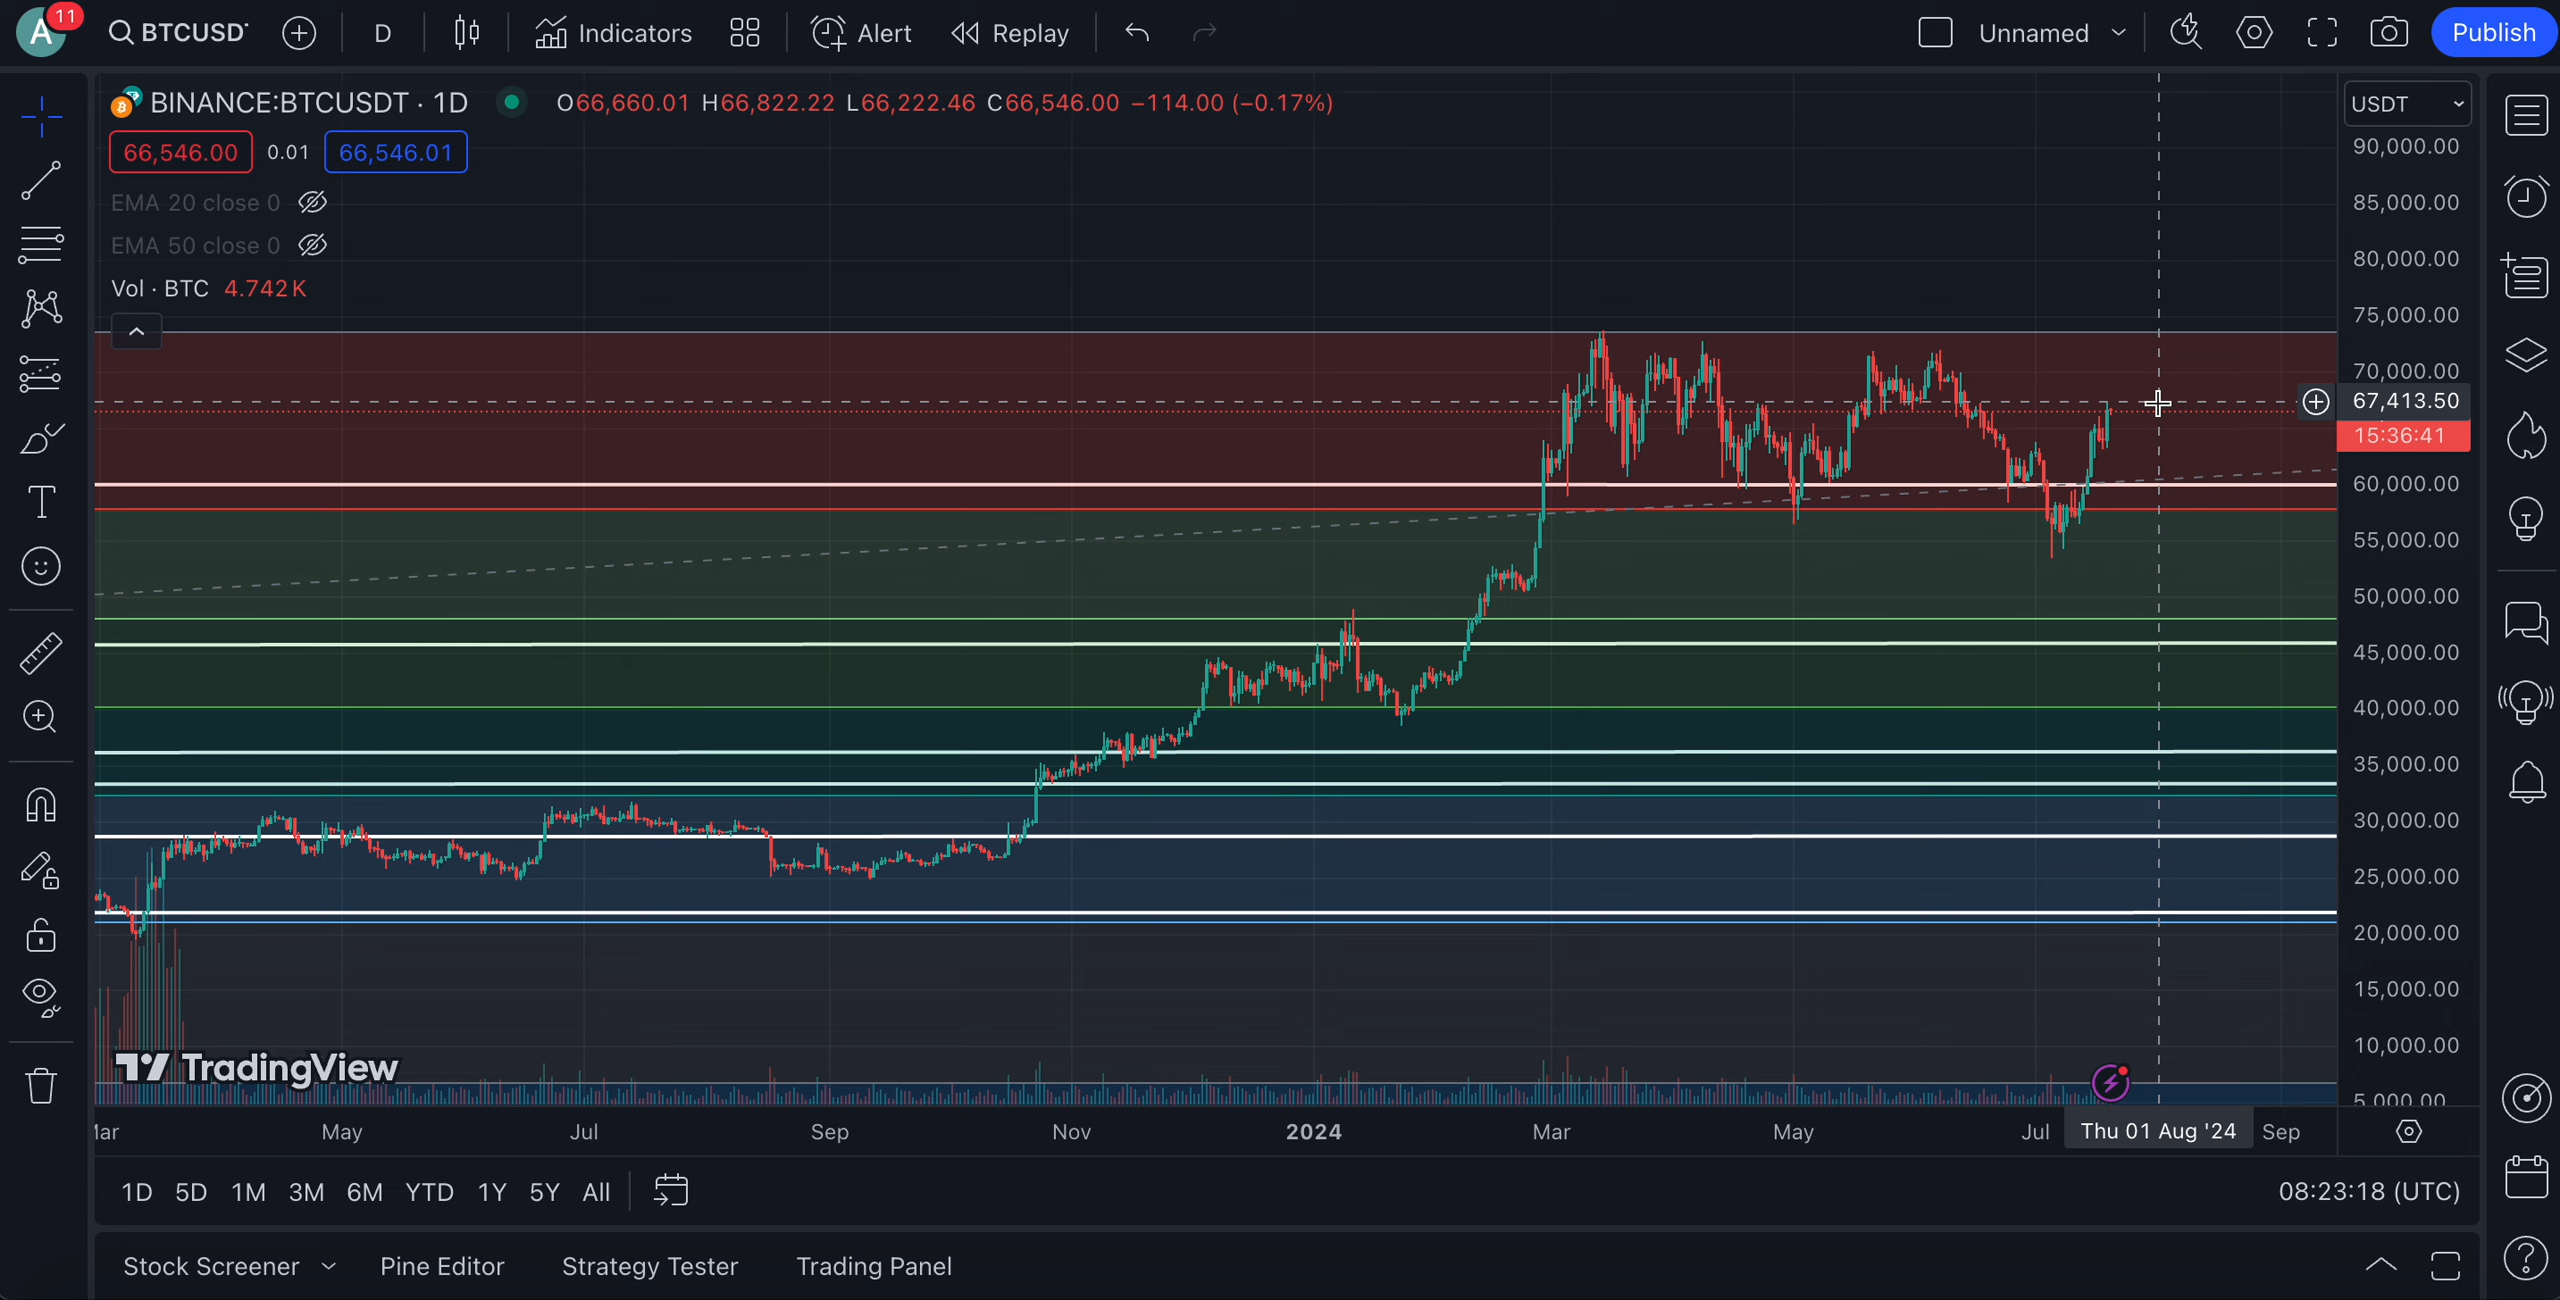 A 11 BTCUSDT D Indicators Alert Replay Unnamed Publish
BINANCE:BTCUSDT · 1D O66,660.01 H66,822.22 L66,222.46 C66,546.00 −114.00 (−0.17%)
USDT
66,546.00 0.01 66,546.01
EMA 20 close 0
EMA 50 close 0
Vol · BTC 4.742 K
90,000.00
85,000.00
80,000.00
75,000.00
70,000.00
67,413.50
15:36:41
60,000.00
55,000.00
50,000.00
45,000.00
40,000.00
35,000.00
30,000.00
25,000.00
20,000.00
15,000.00
10,000.00
5,000.00
TradingView
Mar May Jul Sep Nov 2024 Mar May Jul Thu 01 Aug '24 Sep
1D 5D 1M 3M 6M YTD 1Y 5Y All 08:23:18 (UTC)
Stock Screener Pine Editor Strategy Tester Trading Panel